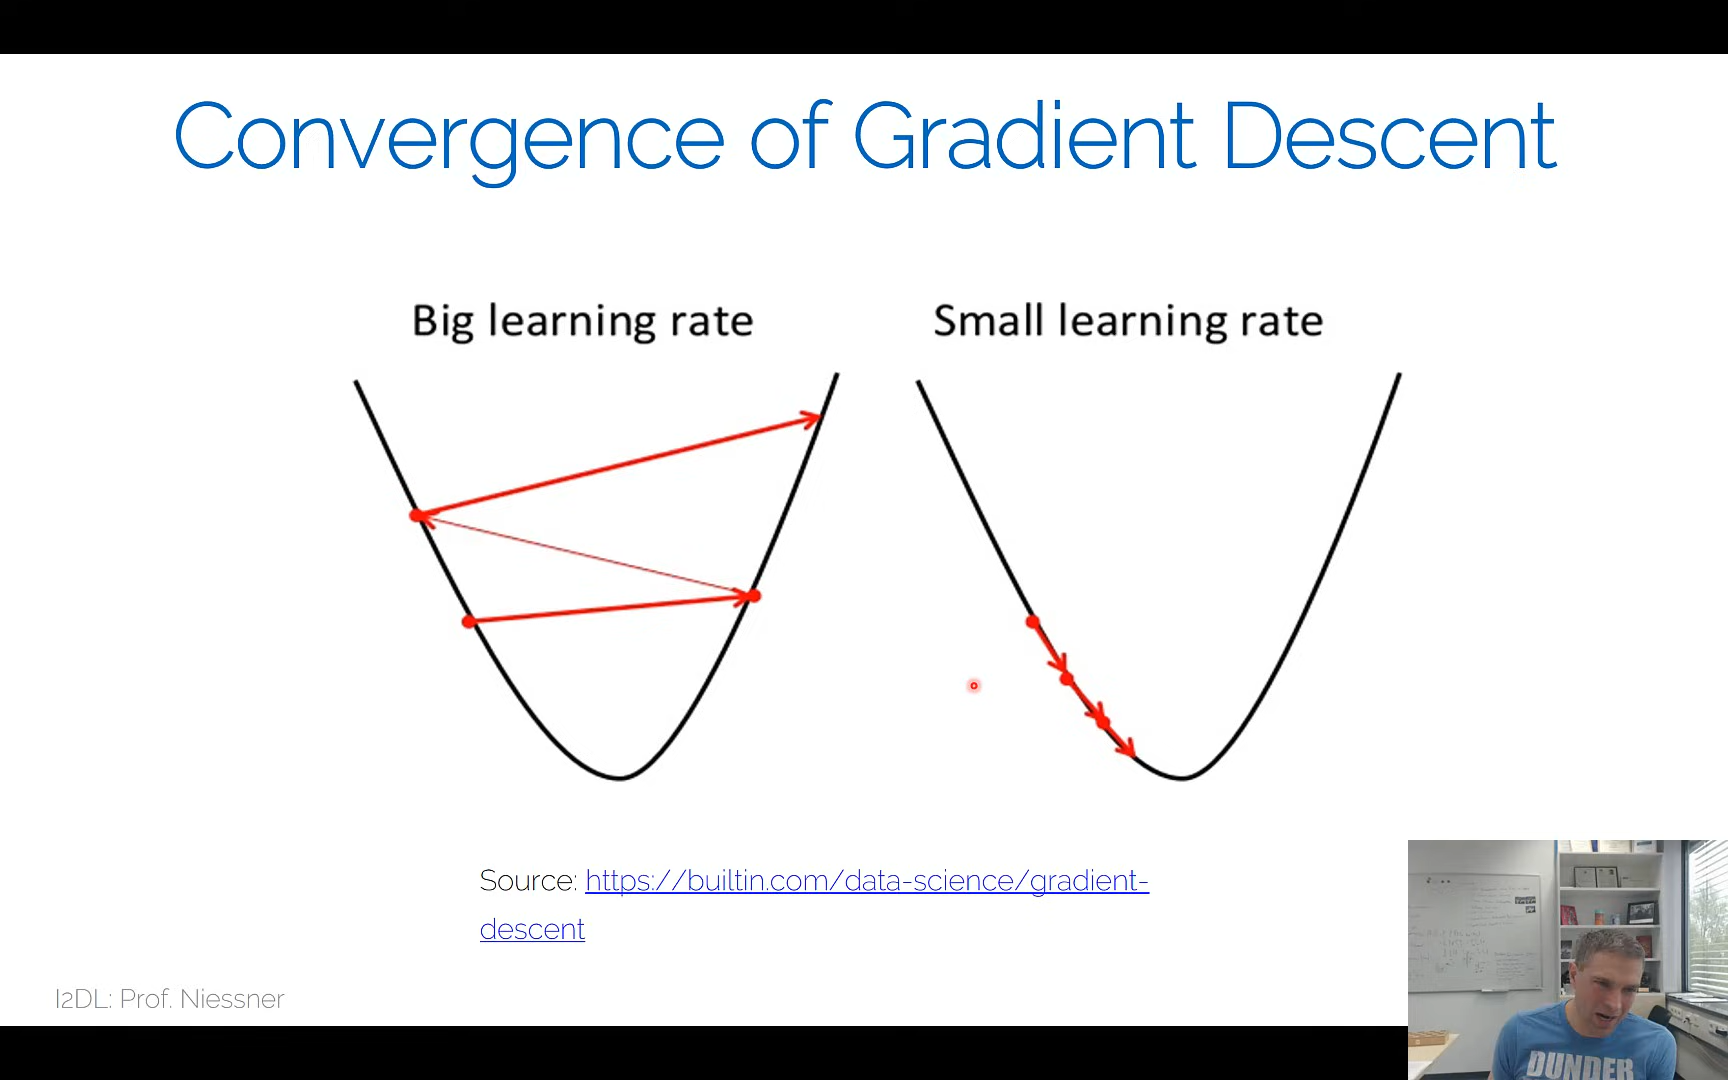 Convergence of Gradient Descent
Big learning rate
Small learning rate
Source: https://builtin.com/data-science/gradient-
descent
I2DL: Prof. Niessner
DUNDER